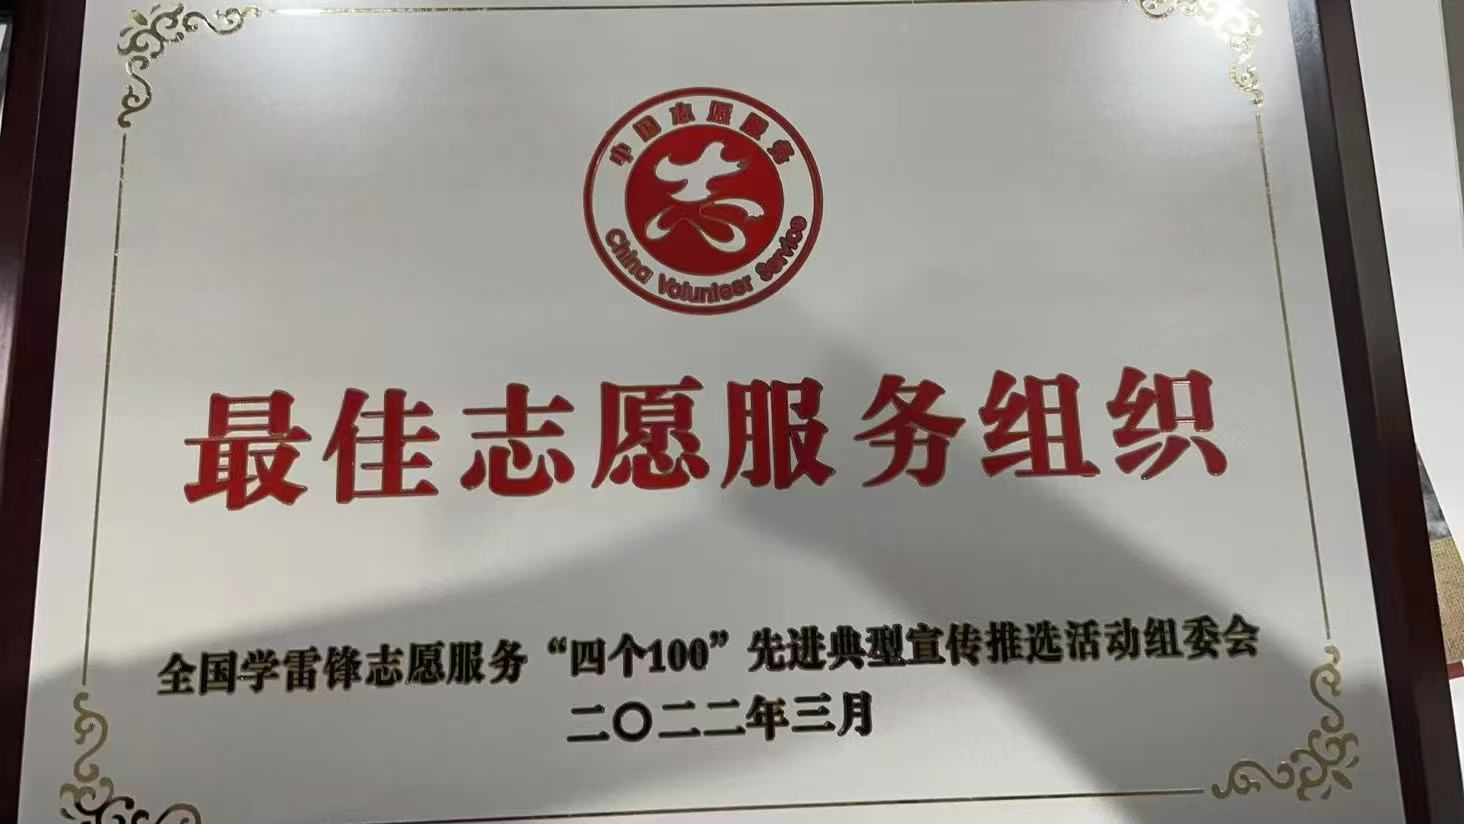 中国志愿服务
China Volunteer Service
最佳志愿服务组织
全国学雷锋志愿服务“四个100”先进典型宣传推选活动组委会
二〇二二年三月